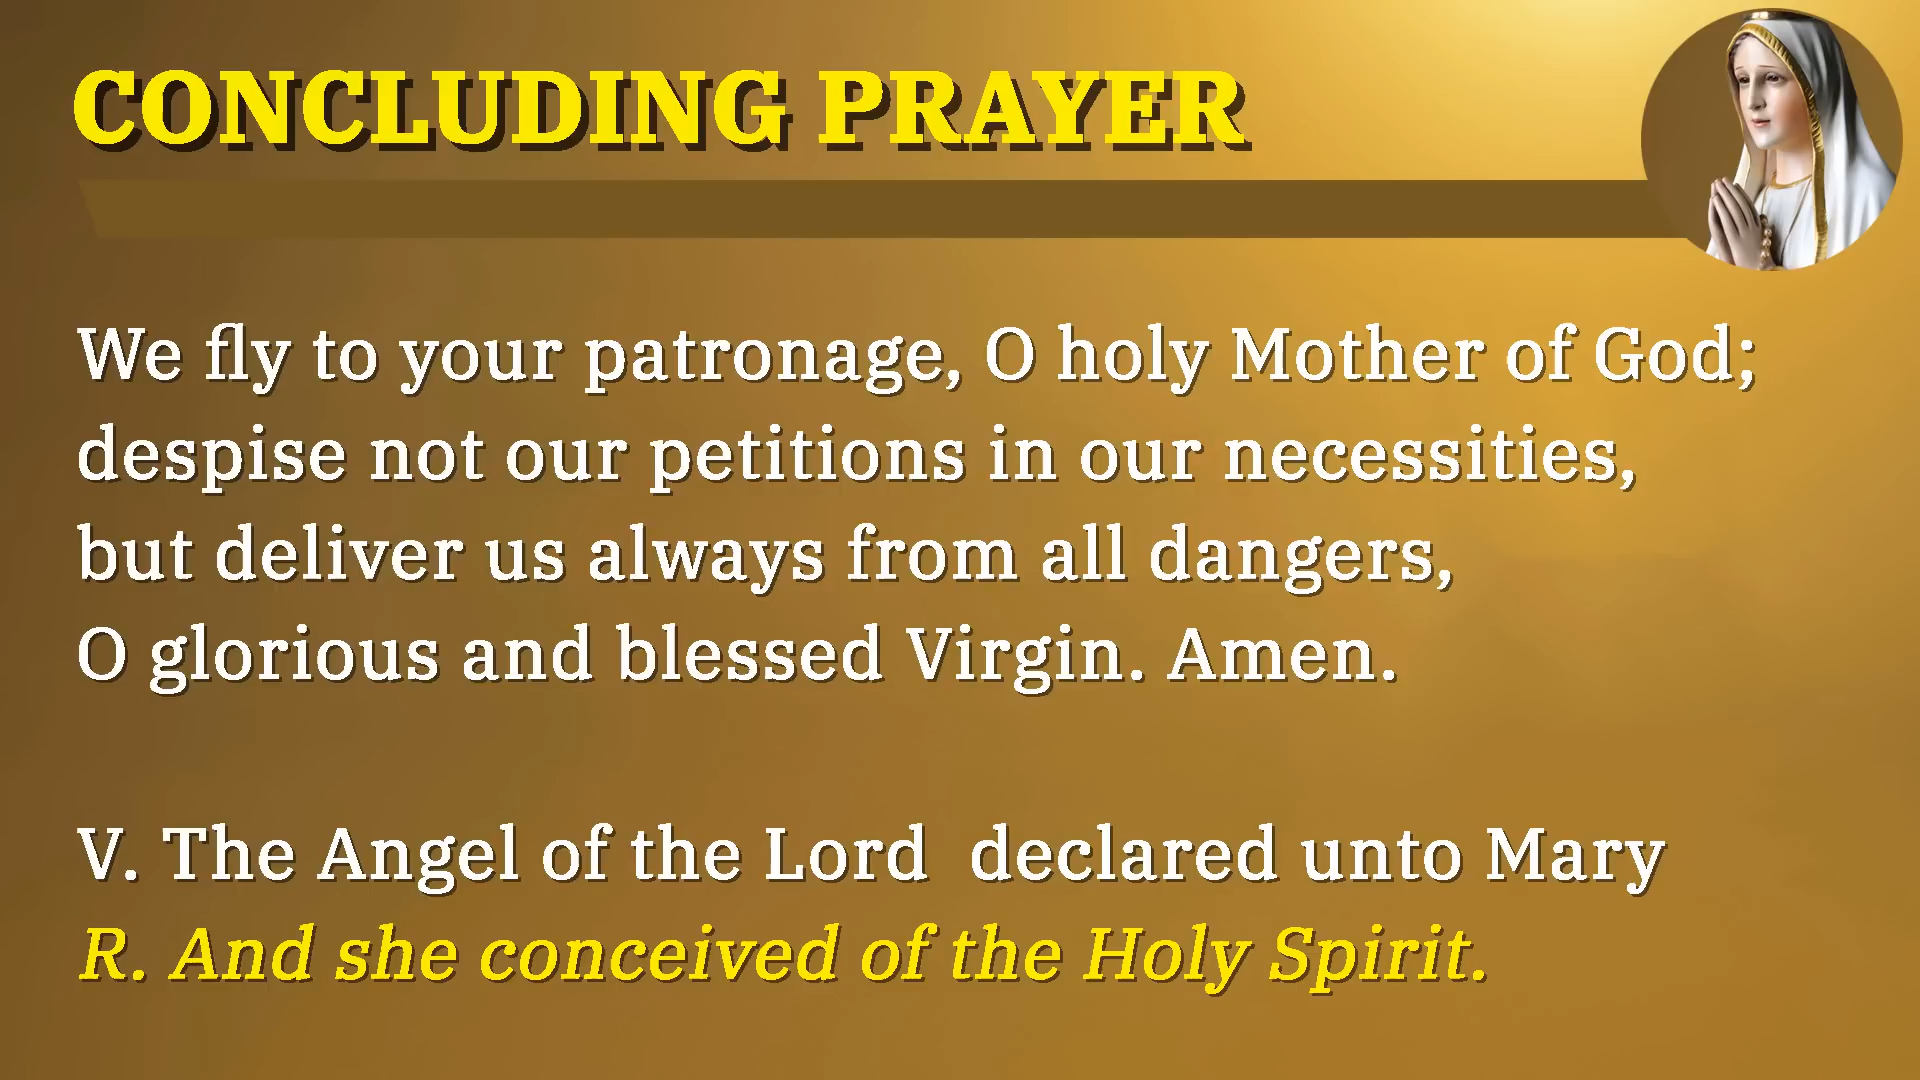 CONCLUDING PRAYER
We fly to your patronage, O holy Mother of God;
despise not our petitions in our necessities,
but deliver us always from all dangers,
O glorious and blessed Virgin. Amen.
V. The Angel of the Lord  declared unto Mary
R. And she conceived of the Holy Spirit.